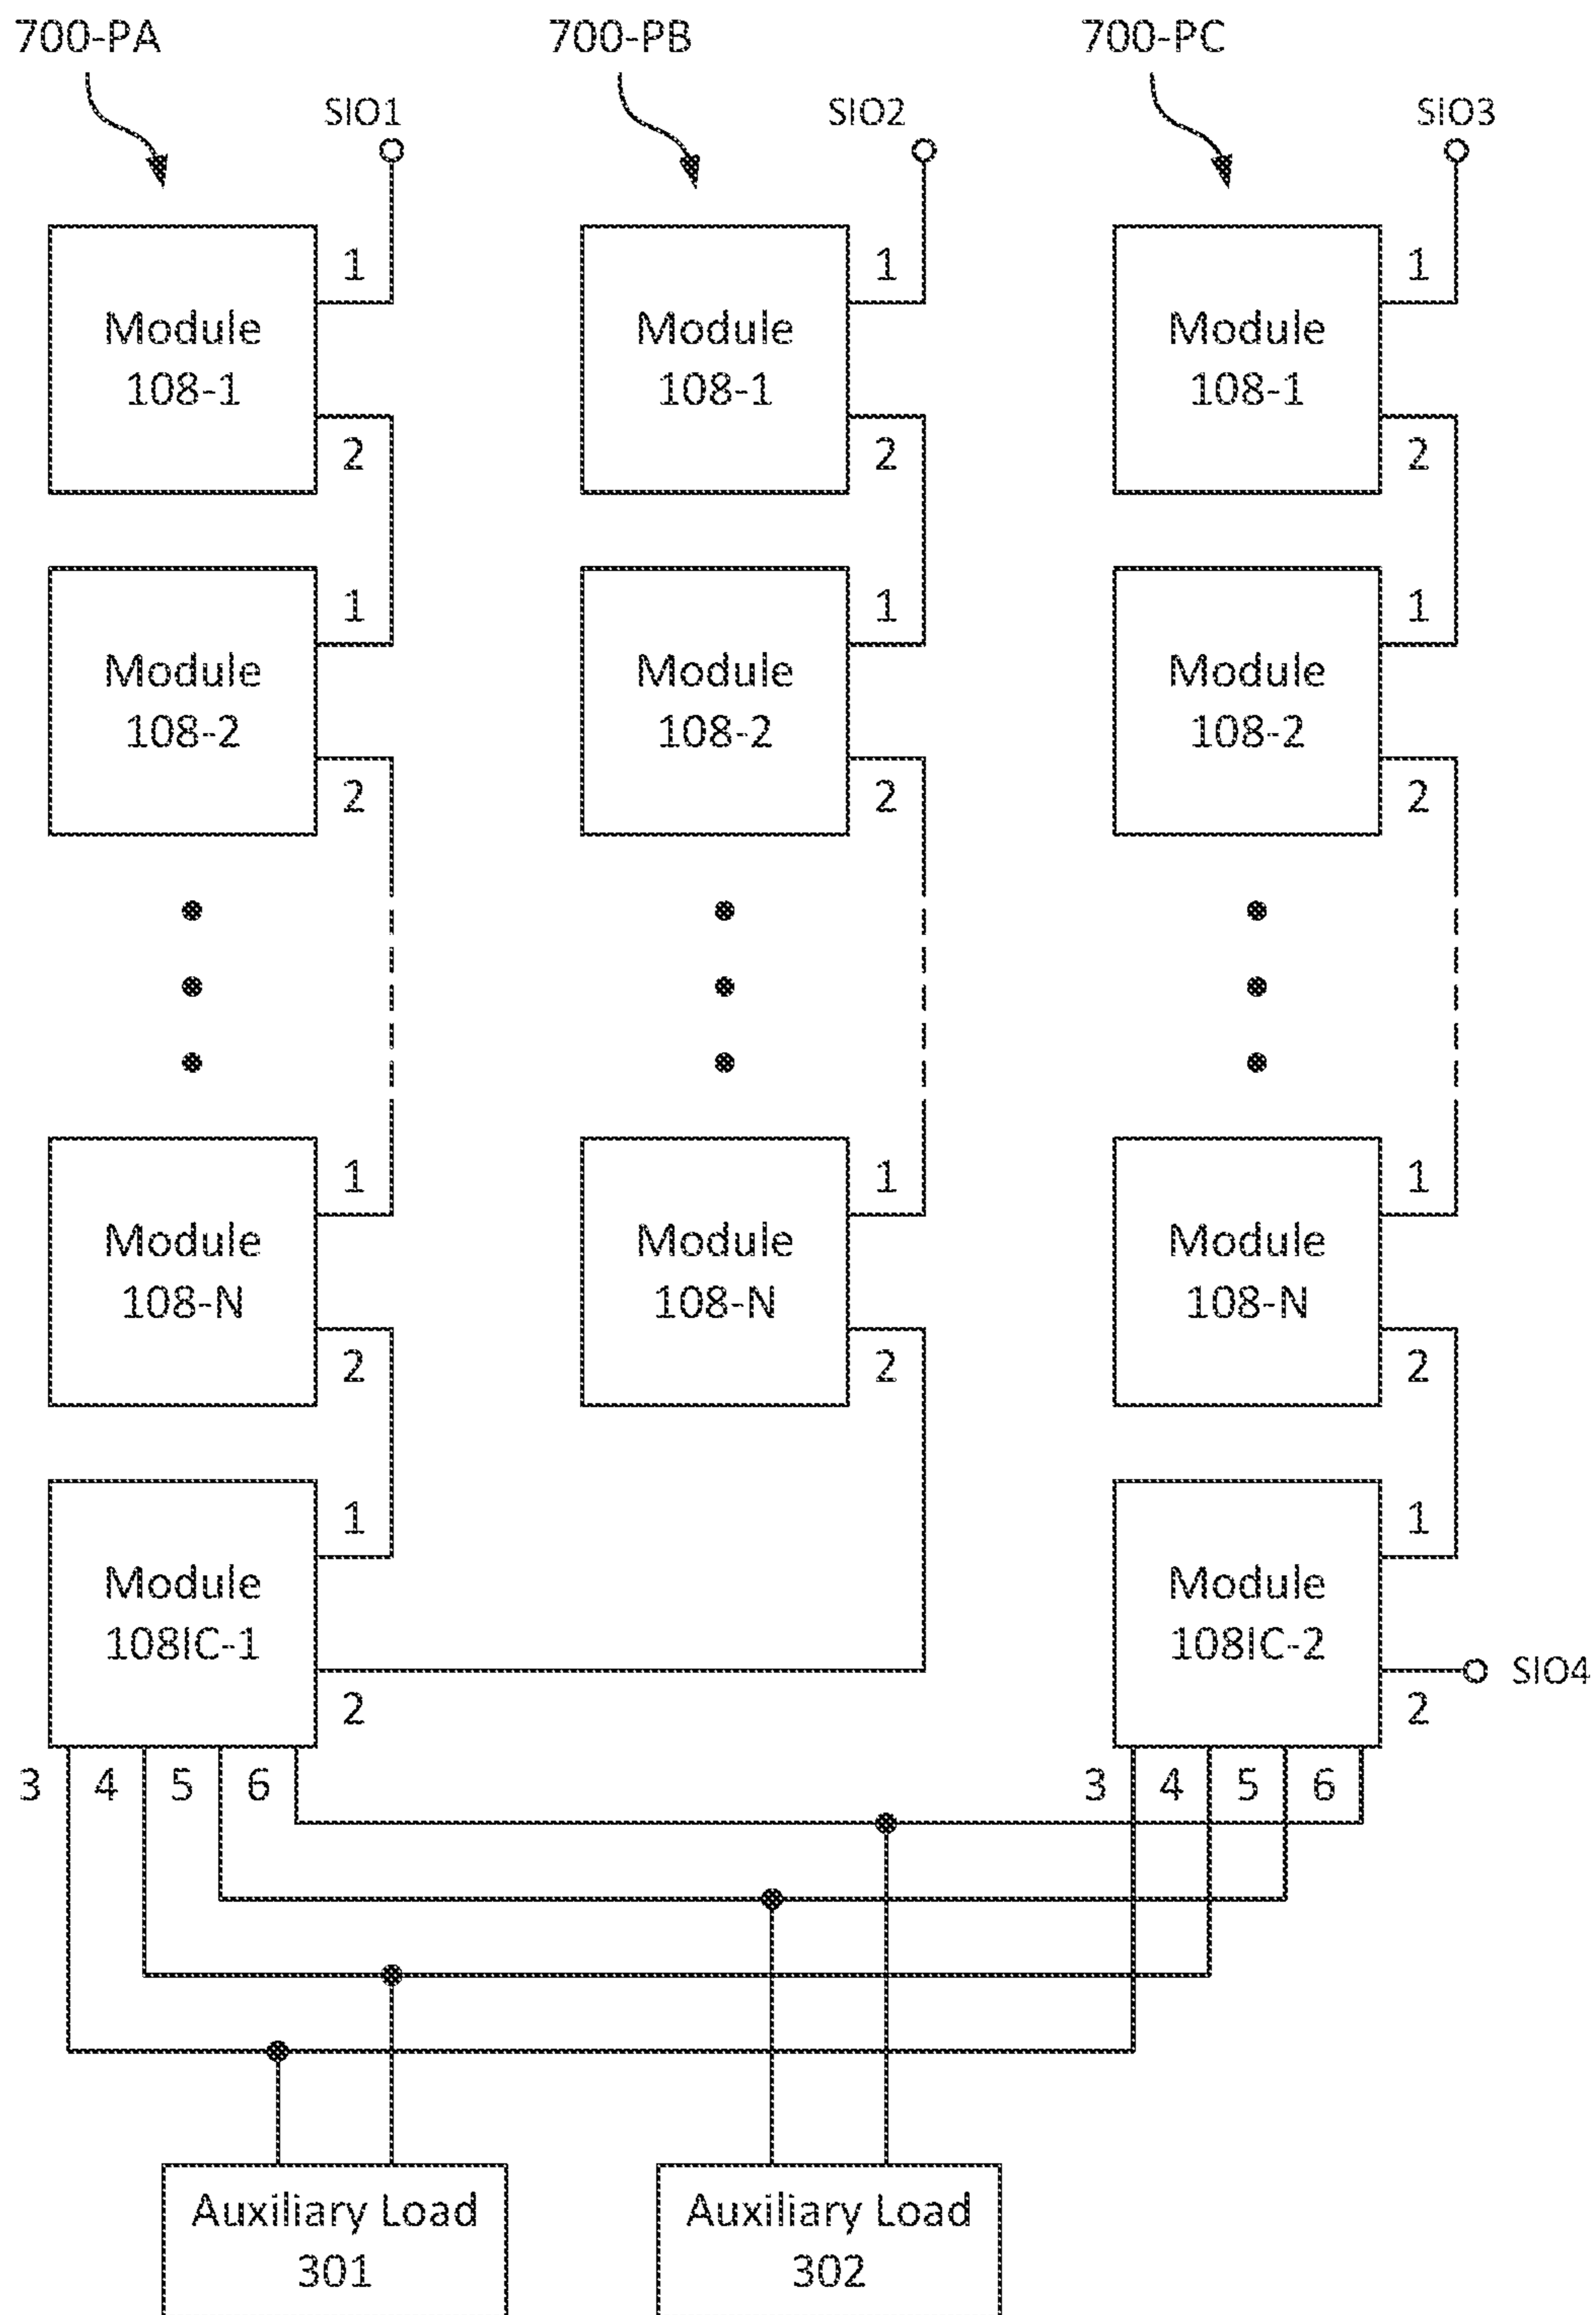 700-PA
700-PB
700-PC
SIO1
SIO2
SIO3
1
1
1
Module
108-1
Module
108-1
Module
108-1
2
2
2
1
1
1
Module
108-2
Module
108-2
Module
108-2
2
2
2
1
1
1
Module
108-N
Module
108-N
Module
108-N
2
2
2
1
1
Module
108IC-1
Module
108IC-2
SIO4
2
2
3
4
5
6
3
4
5
6
Auxiliary Load
301
Auxiliary Load
302